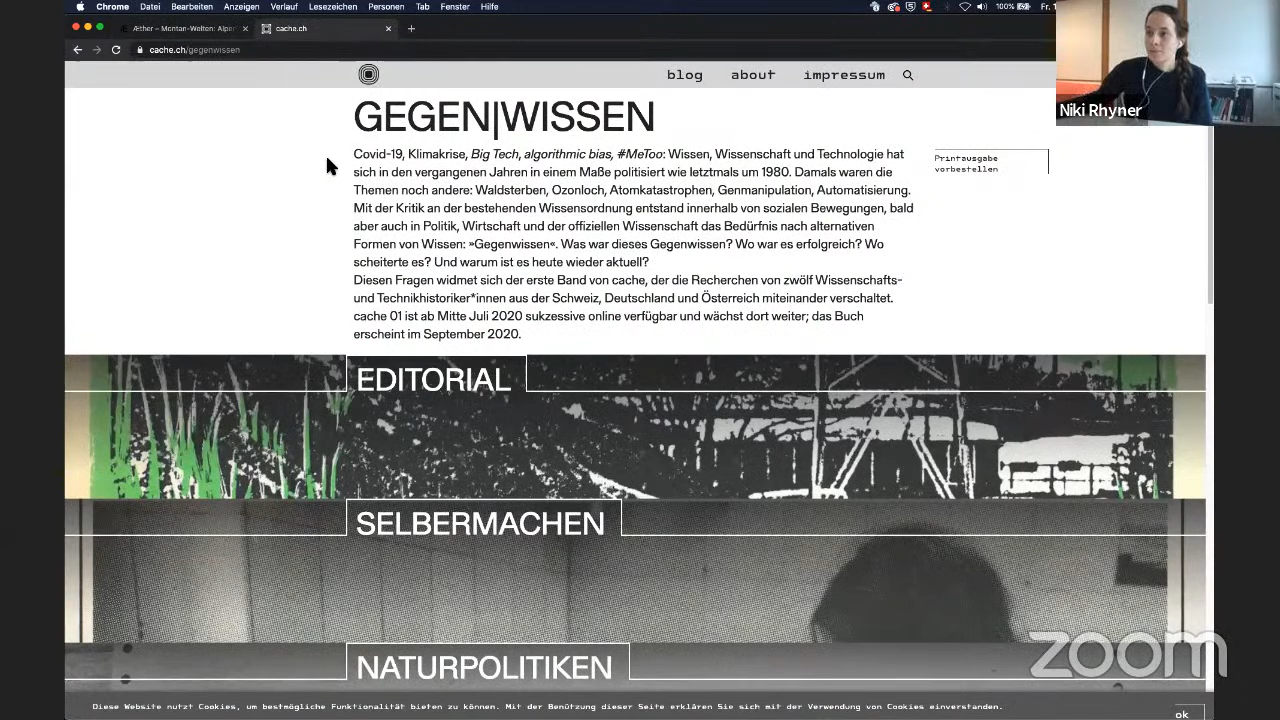 Chrome Datei Bearbeiten Anzeigen Verlauf Lesezeichen Personen Tab Fenster Hilfe 100% Fr. 1
Æther – Montan-Welten: Alpen
cache.ch
cache.ch/gegenwissen
Niki Rhyner
blog about impressum
GEGEN|WISSEN
Covid-19, Klimakrise, Big Tech, algorithmic bias, #MeToo: Wissen, Wissenschaft und Technologie hat
sich in den vergangenen Jahren in einem Maße politisiert wie letztmals um 1980. Damals waren die
Themen noch andere: Waldsterben, Ozonloch, Atomkatastrophen, Genmanipulation, Automatisierung.
Mit der Kritik an der bestehenden Wissensordnung entstand innerhalb von sozialen Bewegungen, bald
aber auch in Politik, Wirtschaft und der offiziellen Wissenschaft das Bedürfnis nach alternativen
Formen von Wissen: »Gegenwissen«. Was war dieses Gegenwissen? Wo war es erfolgreich? Wo
scheiterte es? Und warum ist es heute wieder aktuell?
Diesen Fragen widmet sich der erste Band von cache, der die Recherchen von zwölf Wissenschafts-
und Technikhistoriker*innen aus der Schweiz, Deutschland und Österreich miteinander verschaltet.
cache 01 ist ab Mitte Juli 2020 sukzessive online verfügbar und wächst dort weiter; das Buch
erscheint im September 2020.
Printausgabe
vorbestellen
EDITORIAL
SELBERMACHEN
NATURPOLITIKEN
zoom
Diese Website nutzt Cookies, um bestmögliche Funktionalität bieten zu können. Mit der Benützung dieser Seite erklären Sie sich mit der Verwendung von Cookies einverstanden.
ok